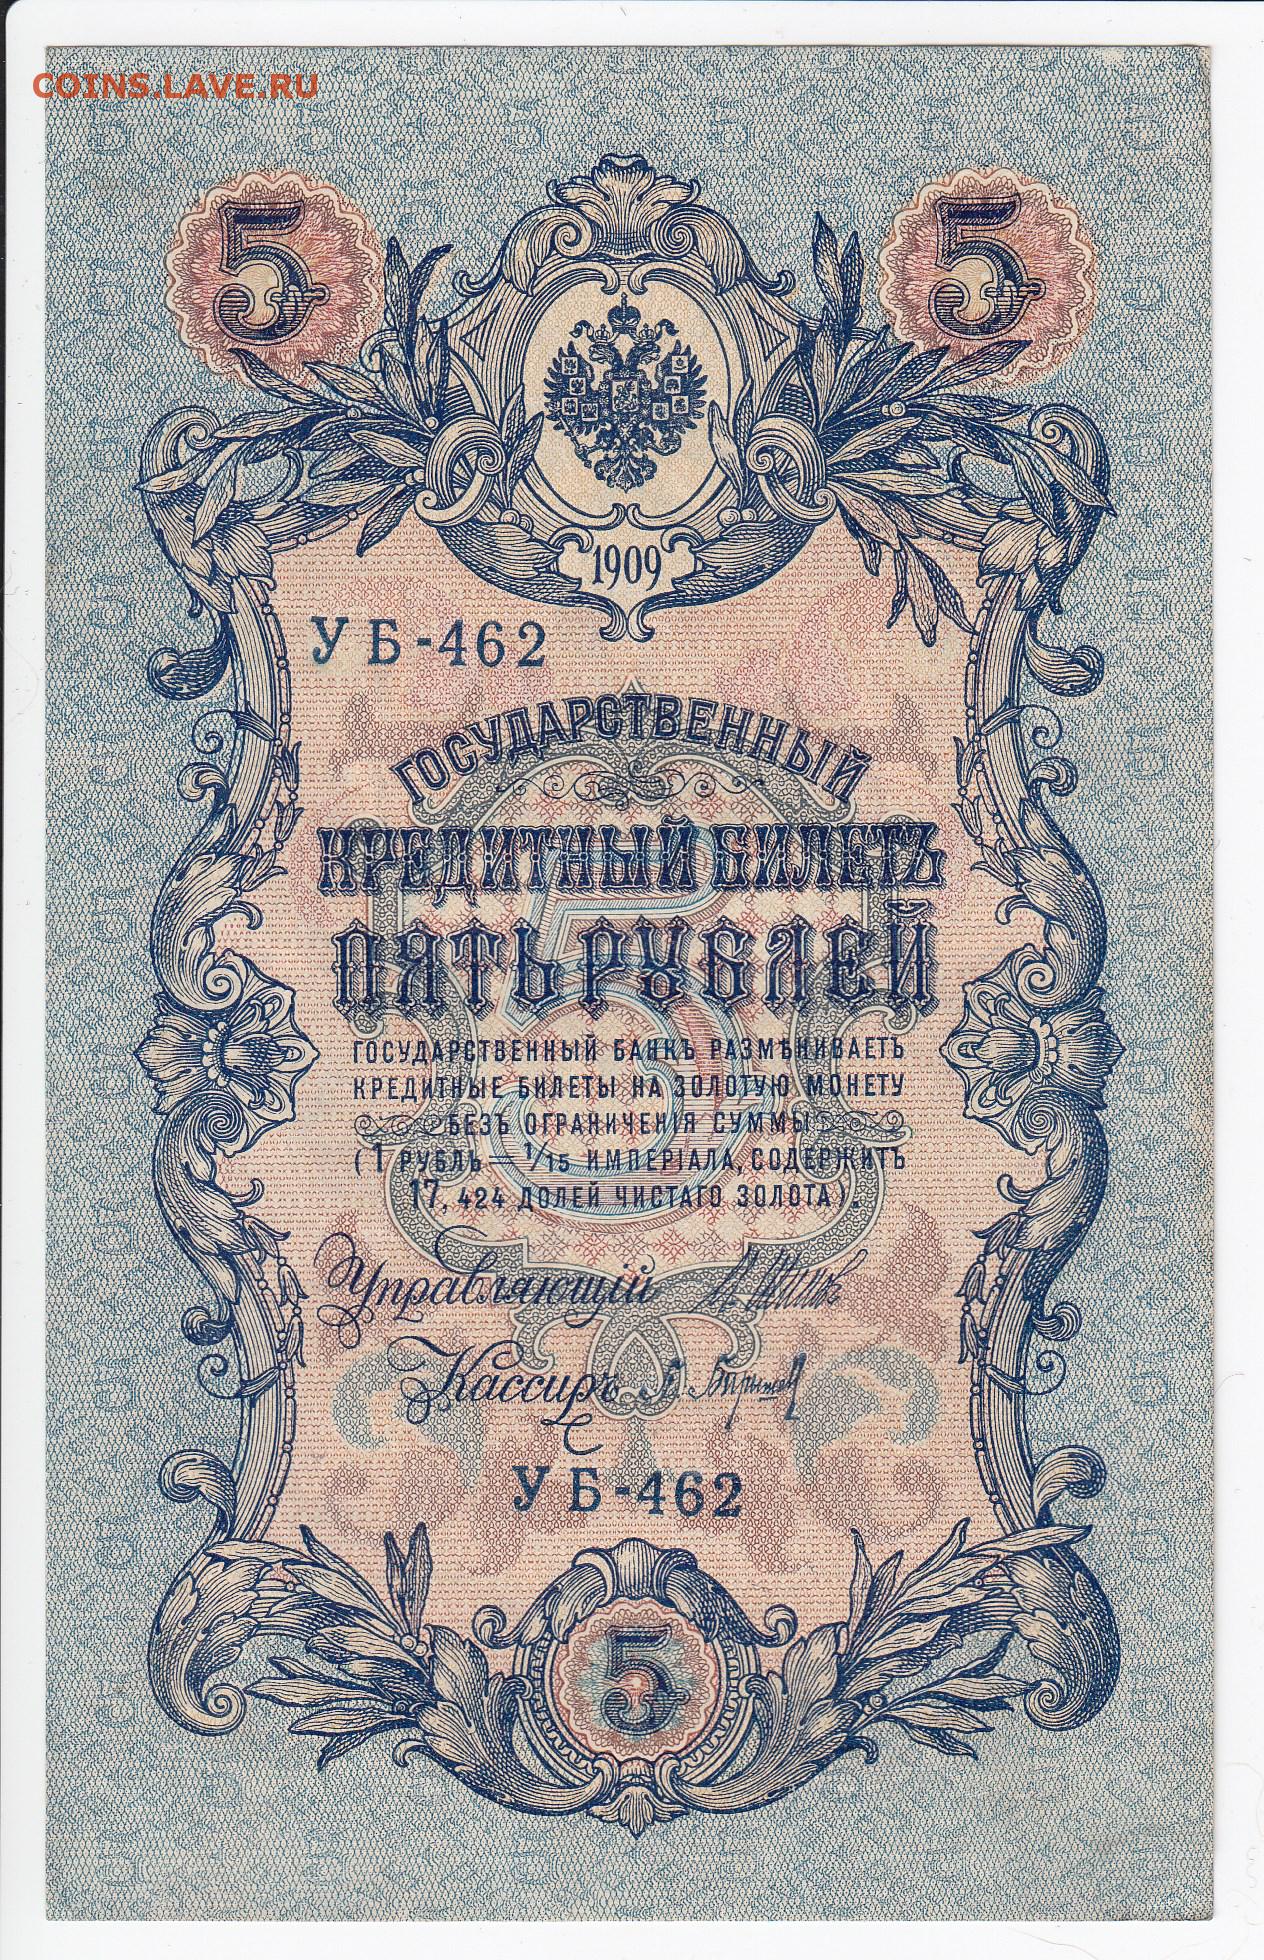 COINS.LAVE.RU
5 5
1909
УБ-462
ГОСУДАРСТВЕННЫЙ
КРЕДИТНЫЙ БИЛЕТЪ
ПЯТЬ РУБЛЕЙ
ГОСУДАРСТВЕННЫЙ БАНКЪ РАЗМѢНИВАЕТЪ
КРЕДИТНЫЕ БИЛЕТЫ НА ЗОЛОТУЮ МОНЕТУ
БЕЗЪ ОГРАНИЧЕНІЯ СУММЫ
(1 РУБЛЬ — 1/15 ИМПЕРІАЛА, СОДЕРЖИТЪ
17,424 ДОЛЕЙ ЧИСТАГО ЗОЛОТА).
Управляющій
Кассиръ
УБ-462
5